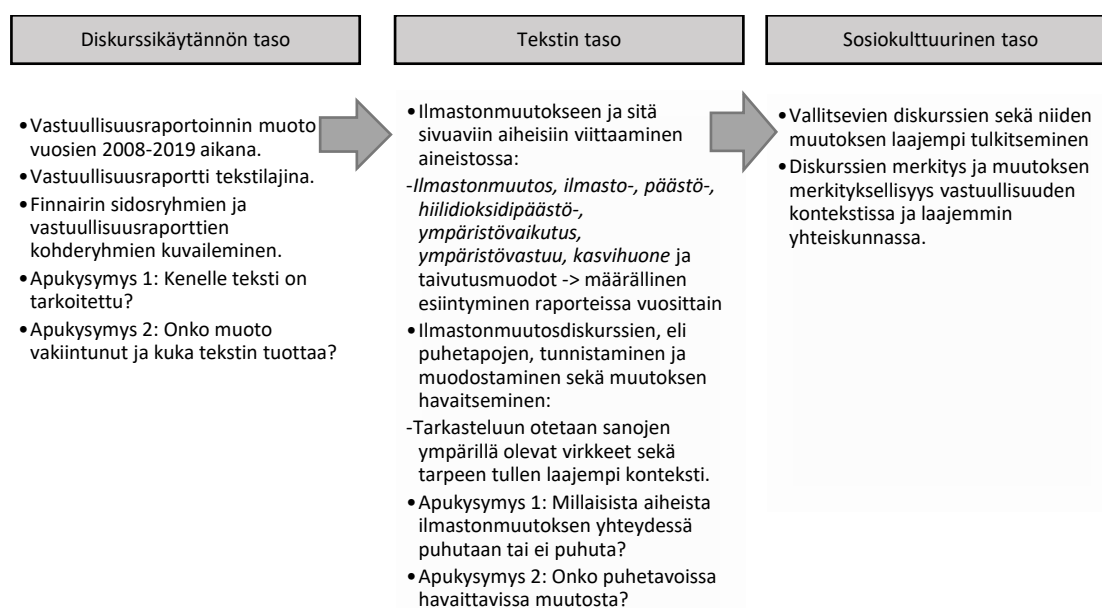 Diskurssikäytännön taso
•Vastuullisuusraportoinnin muoto
vuosien 2008-2019 aikana.
•Vastuullisuusraportti tekstilajina.
•Finnairin sidosryhmien ja
vastuullisuusraporttien
kohderyhmien kuvaileminen.
•Apukysymys 1: Kenelle teksti on
tarkoitettu?
•Apukysymys 2: Onko muoto
vakiintunut ja kuka tekstin tuottaa?
Tekstin taso
•Ilmastonmuutokseen ja sitä
sivuaviin aiheisiin viittaaminen
aineistossa:
-Ilmastonmuutos, ilmasto-, päästö-,
hiilidioksidipäästö-,
ympäristövaikutus,
ympäristövastuu, kasvihuone ja
taivutusmuodot -> määrällinen
esiintyminen raporteissa vuosittain
•Ilmastonmuutosdiskurssien, eli
puhetapojen, tunnistaminen ja
muodostaminen sekä muutoksen
havaitseminen:
-Tarkasteluun otetaan sanojen
ympärillä olevat virkkeet sekä
tarpeen tullen laajempi konteksti.
•Apukysymys 1: Millaisista aiheista
ilmastonmuutoksen yhteydessä
puhutaan tai ei puhuta?
•Apukysymys 2: Onko puhetavoissa
havaittavissa muutosta?
Sosiokulttuurinen taso
•Vallitsevien diskurssien sekä niiden
muutoksen laajempi tulkitseminen
•Diskurssien merkitys ja muutoksen
merkityksellisyys vastuullisuuden
kontekstissa ja laajemmin
yhteiskunnassa.